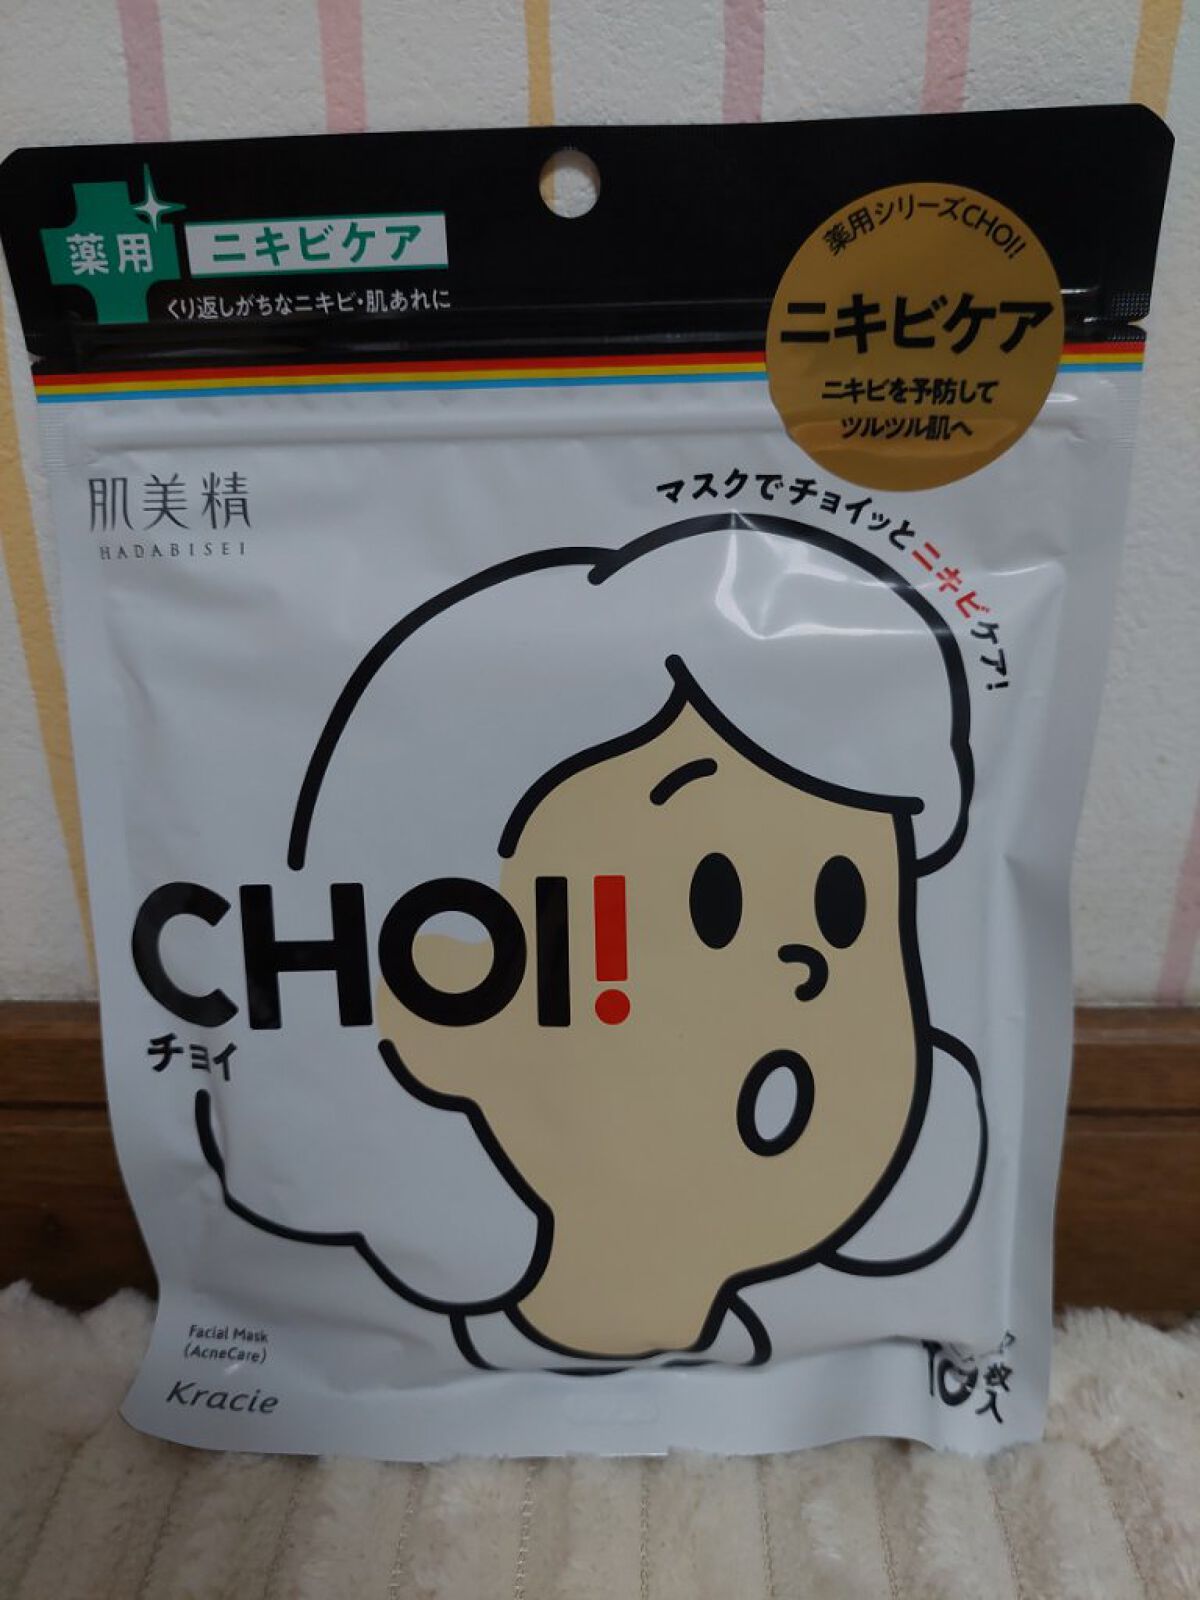 薬用
ニキビケア
くり返しがちなニキビ・肌あれに
薬用シリーズCHOI!
ニキビケア
ニキビを予防して
ツルツル肌へ
肌美精
HADABISEI
マスクでチョイッとニキビケア!
CHOI!
チョイ
Facial Mask
(AcneCare)
Kracie
10枚入